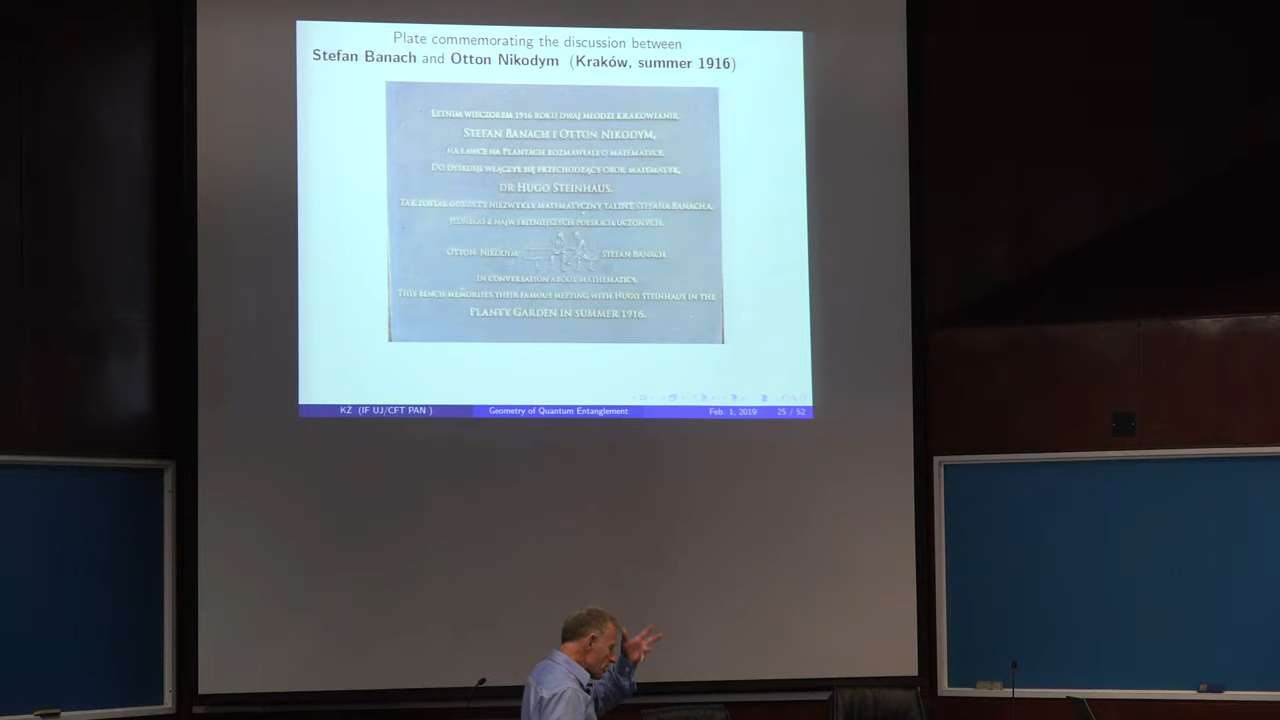 Plate commemorating the discussion between
Stefan Banach and Otton Nikodym (Kraków, summer 1916)
LETNIM WIECZOREM 1916 ROKU DWAJ MŁODZI KRAKOWIANIE,
STEFAN BANACH I OTTON NIKODYM,
NA ŁAWCE NA PLANTACH ROZMAWIALI O MATEMATYCE.
DO DYSKUSJI WŁĄCZYŁ SIĘ PRZECHODZĄCY OBOK MATEMATYK,
DR HUGO STEINHAUS.
TAK ZOSTAŁ ODKRYTY NIEZWYKŁY MATEMATYCZNY TALENT STEFANA BANACHA,
JEDNEGO Z NAJWYBITNIEJSZYCH POLSKICH UCZONYCH.
OTTON NIKODYM STEFAN BANACH
IN CONVERSATION ABOUT MATHEMATICS.
THIS BENCH MEMORISES THEIR FAMOUS MEETING WITH HUGO STEINHAUS IN THE
PLANTY GARDEN IN SUMMER 1916.
KŻ (IF UJ/CFT PAN ) Geometry of Quantum Entanglement Feb. 1, 2019 25 / 52